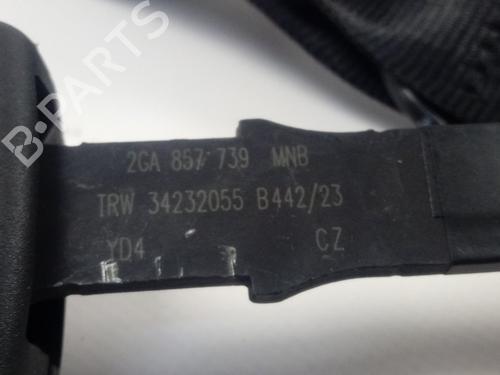 B-PARTS
2GA 857 739 MNB
TRW 34232055 B442/23
YD4 CZ